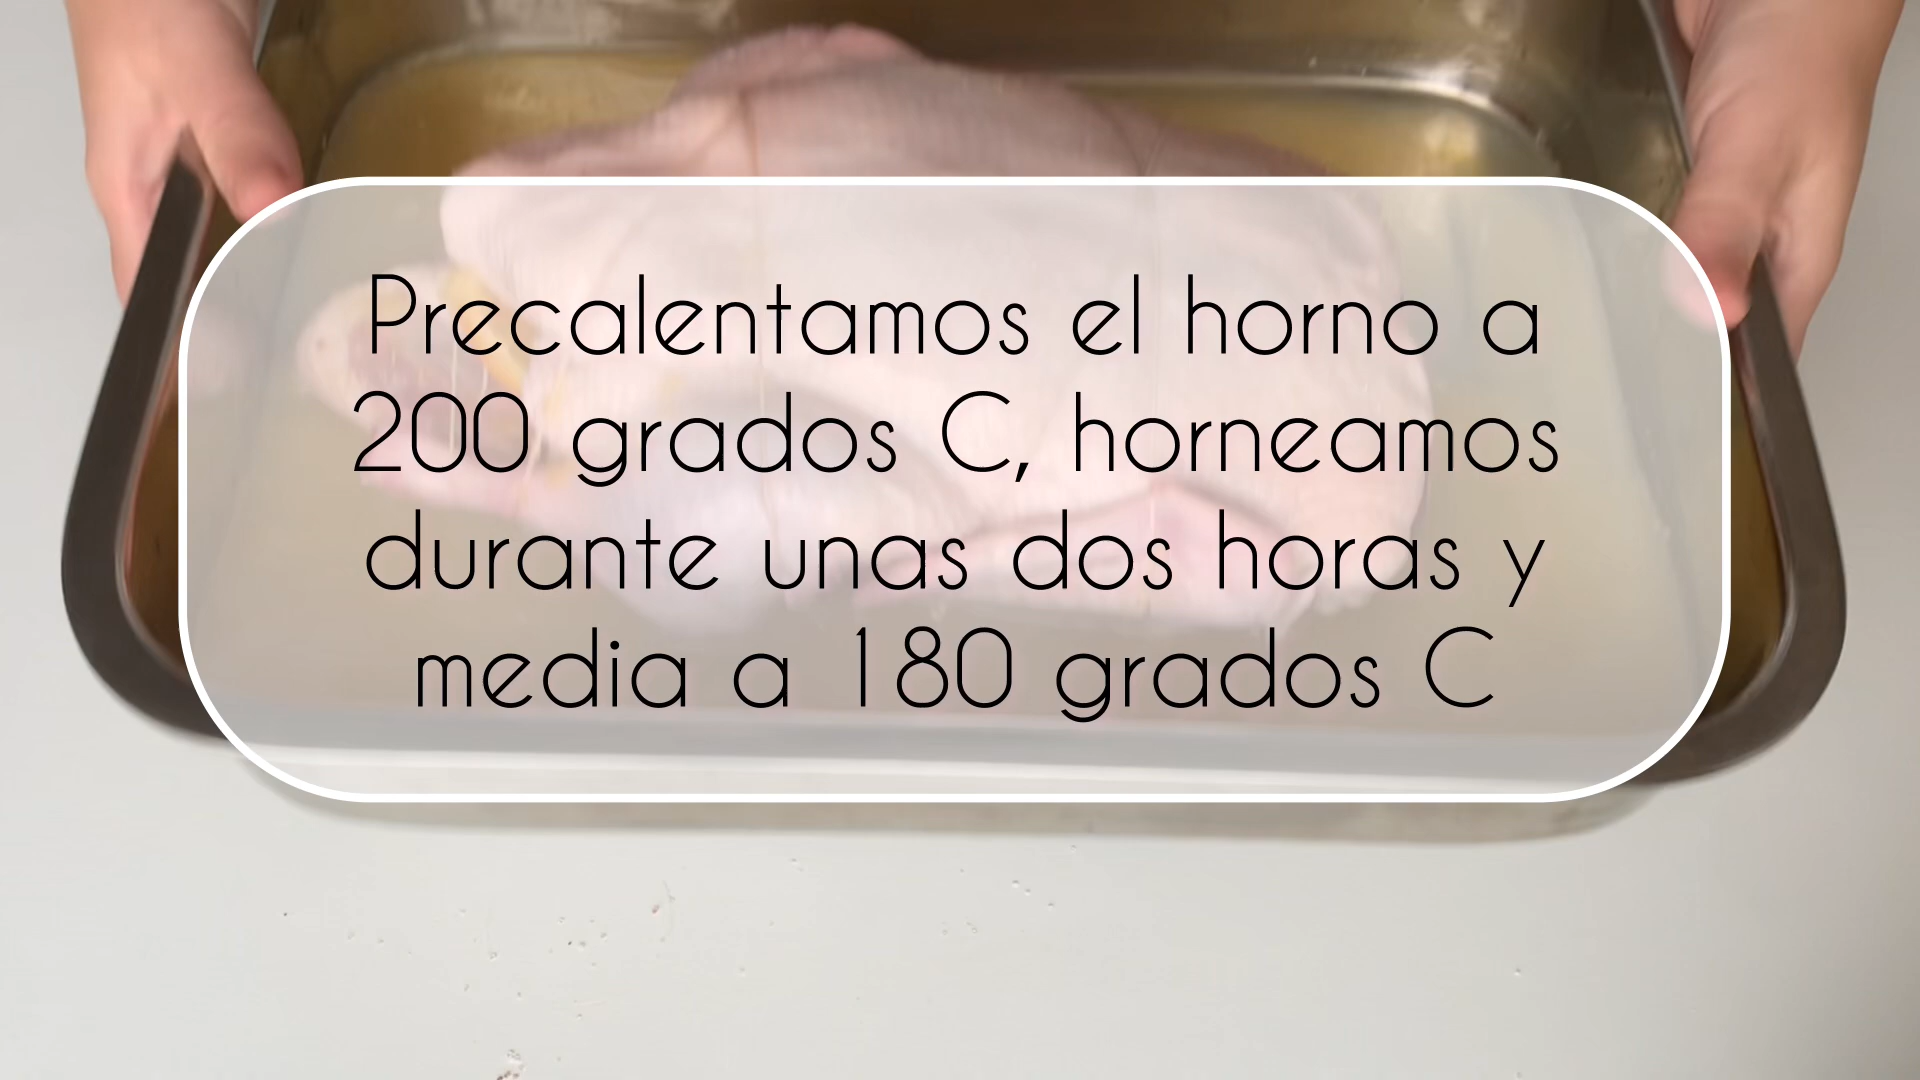 Precalentamos el horno a
200 grados C, horneamos
durante unas dos horas y
media a 180 grados C